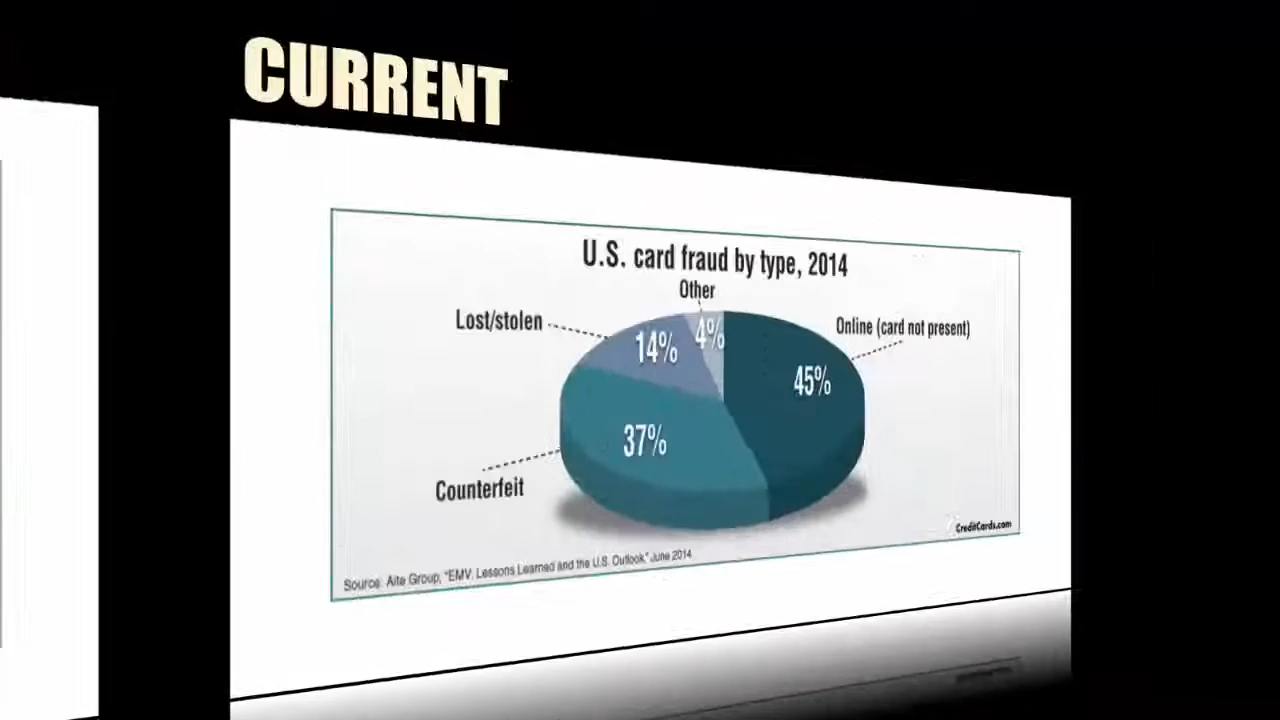 CURRENT
U.S. card fraud by type, 2014
Other
Lost/stolen
Online (card not present)
14%
4%
45%
37%
Counterfeit
CreditCards.com
Source: Aite Group, "EMV: Lessons Learned and the U.S. Outlook," June 2014